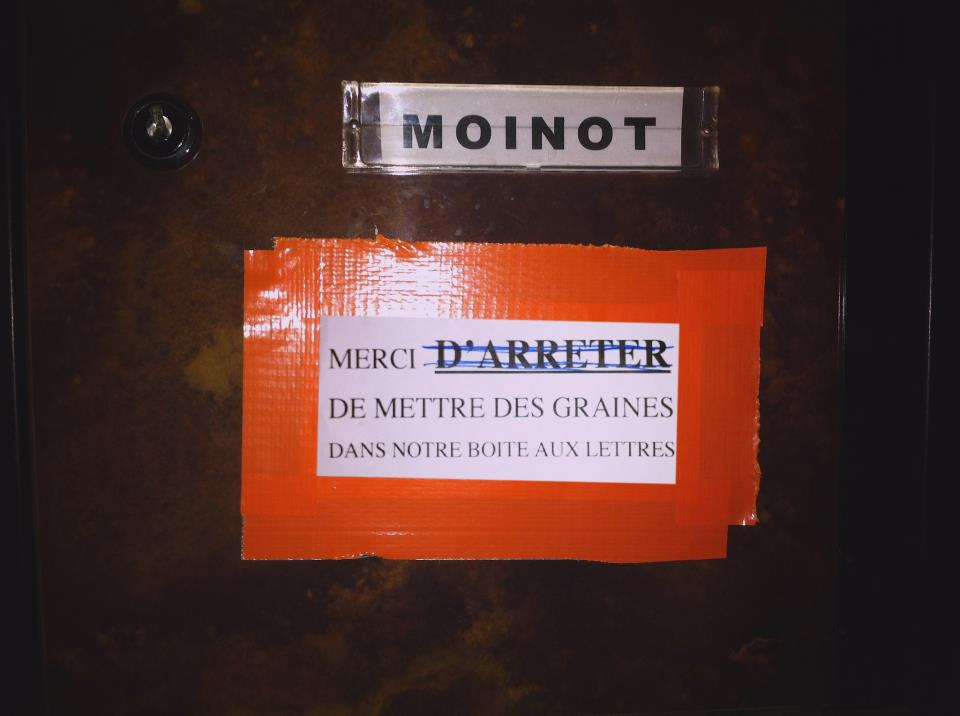 MOINOT
MERCI D'ARRETER
DE METTRE DES GRAINES
DANS NOTRE BOITE AUX LETTRES